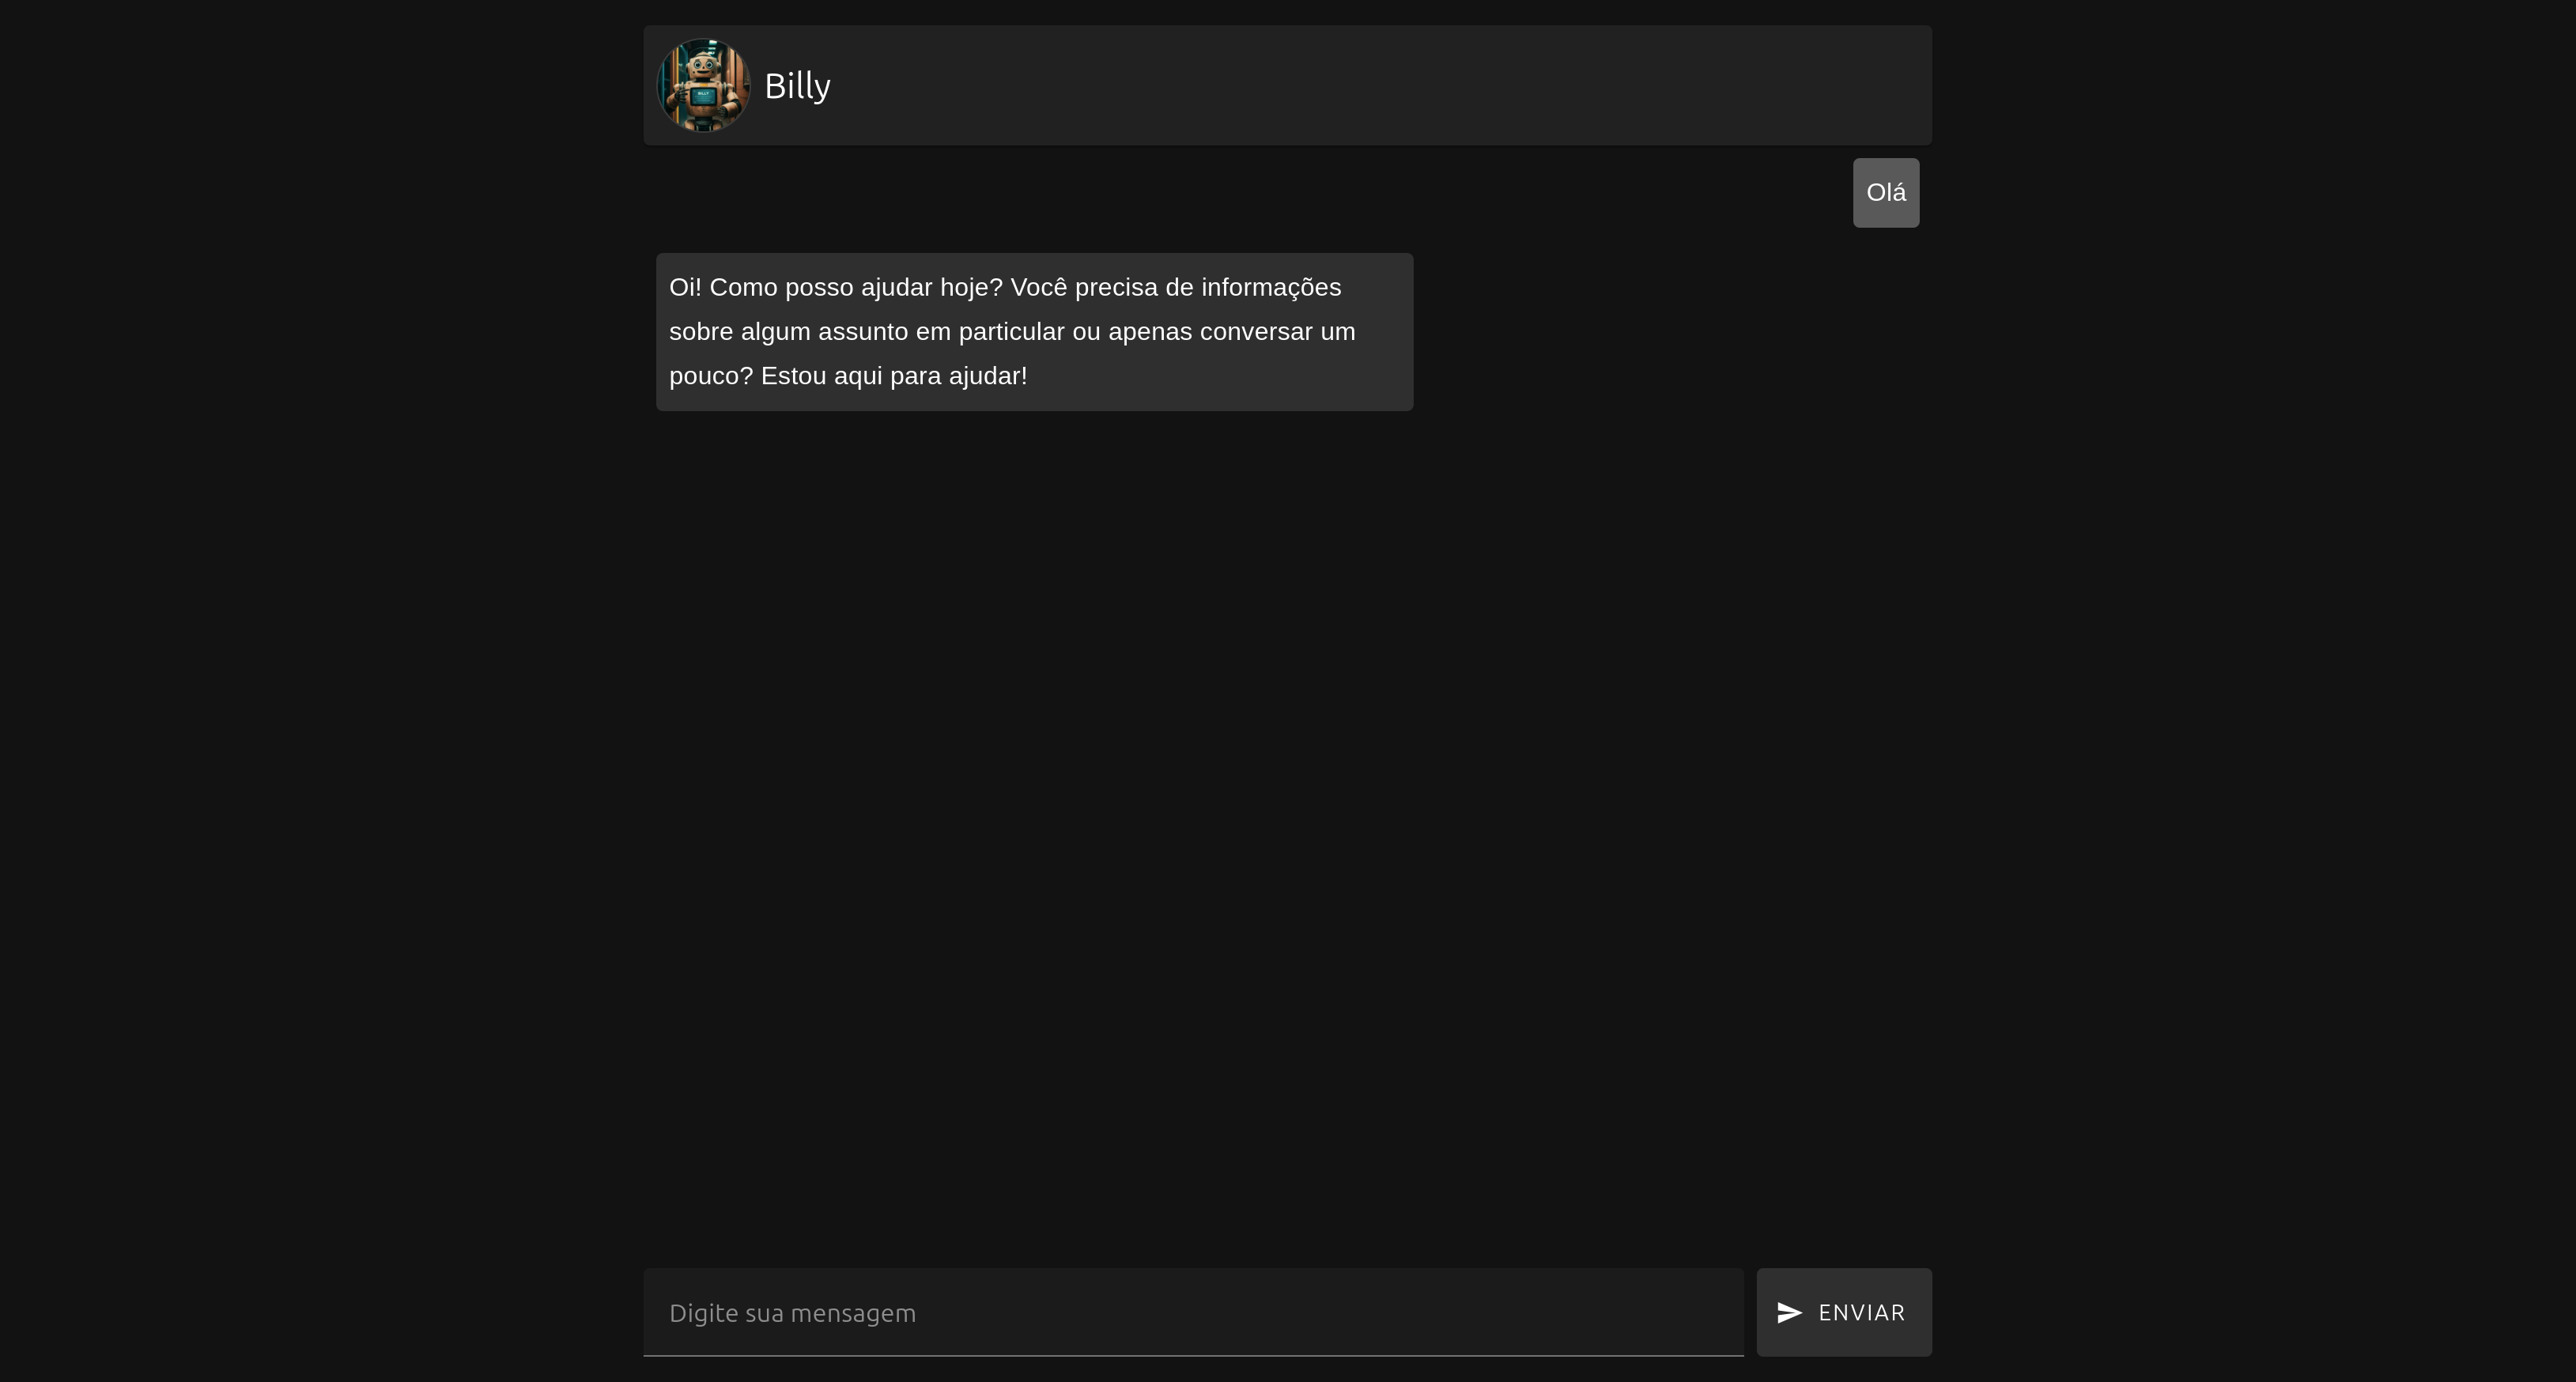 Billy
Olá
Oi! Como posso ajudar hoje? Você precisa de informações
sobre algum assunto em particular ou apenas conversar um
pouco? Estou aqui para ajudar!
Digite sua mensagem
ENVIAR